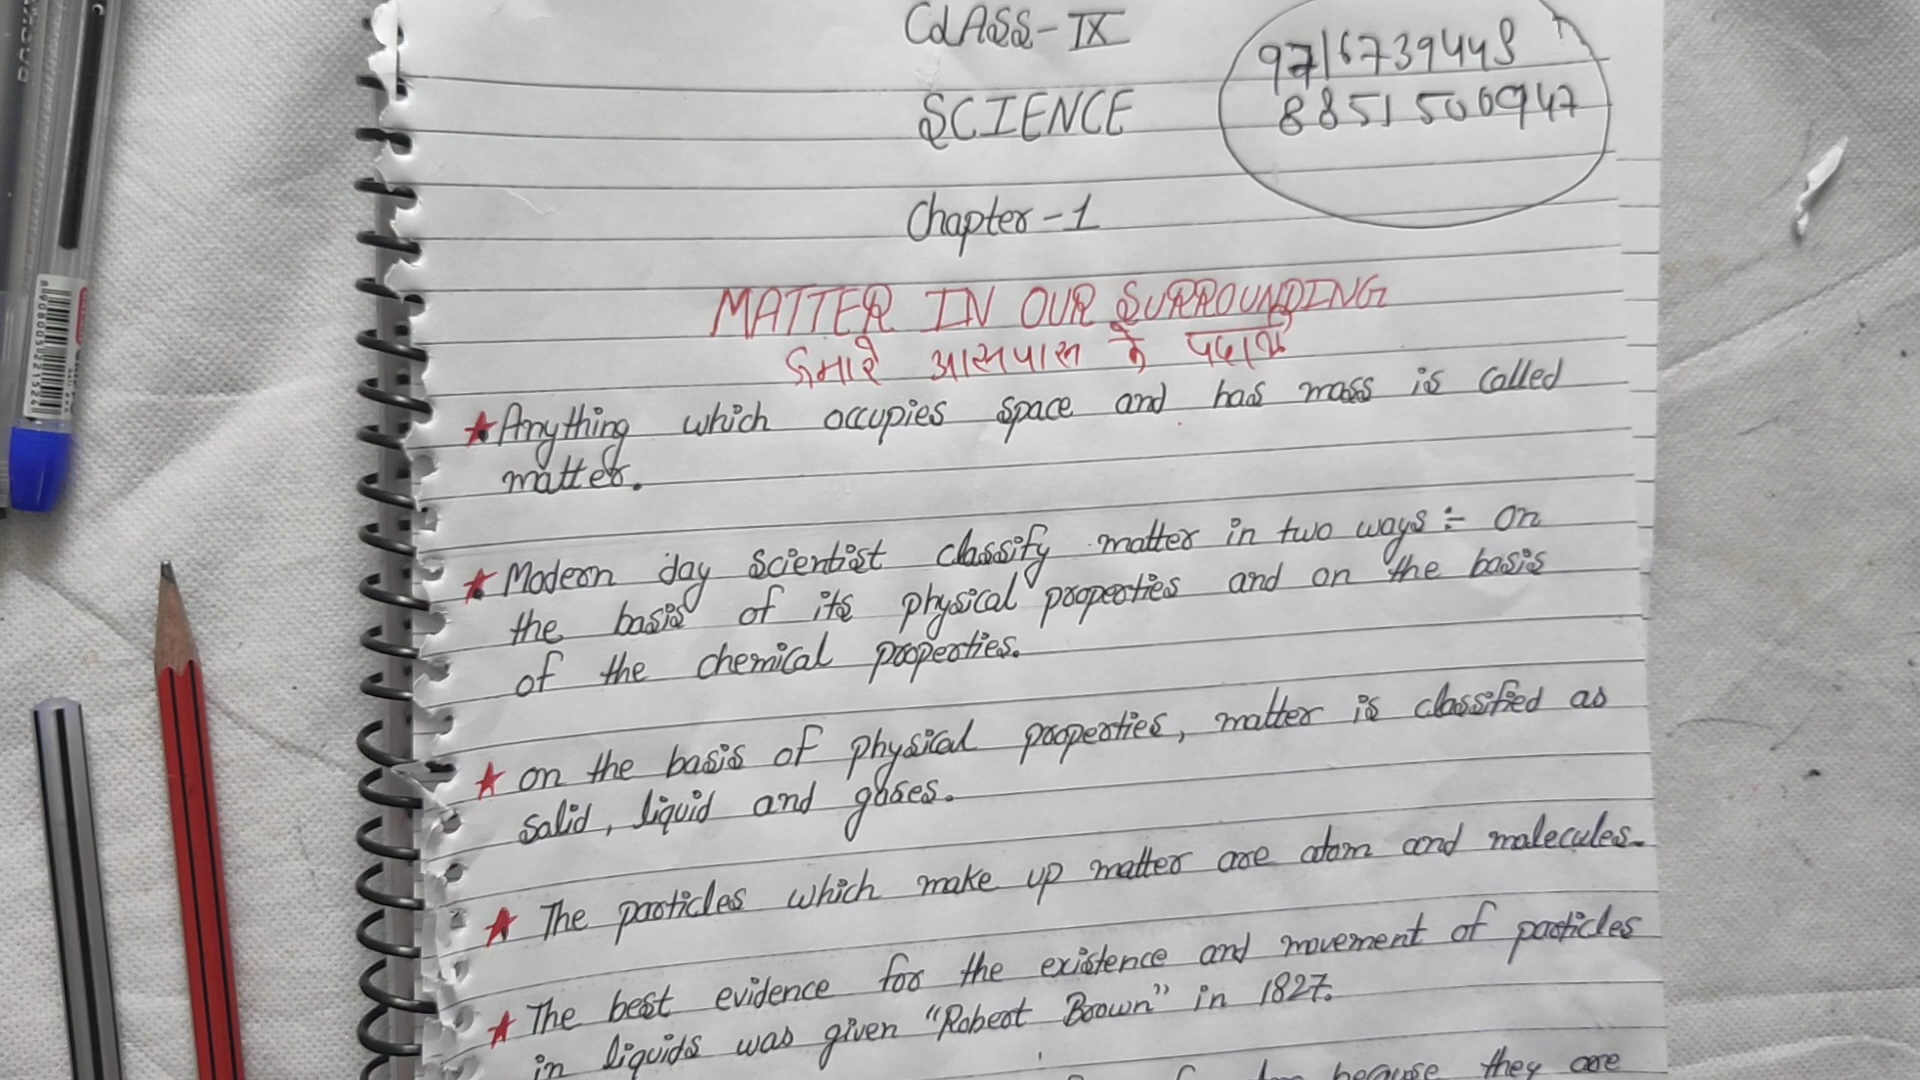 CLASS-IX
9716739448
8851500947
SCIENCE
Chapter-1
MATTER IN OUR SURROUNDING
हमारे आसपास के पदार्थ
★ Anything which occupies space and has mass is called
matter.
★ Modern day scientist classify matter in two ways :- on
the basis of its physical properties and on the basis
of the chemical properties.
★ on the basis of physical properties, matter is classified as
solid, liquid and gases.
★ The particles which make up matter are atom and molecules.
★ The best evidence for the existence and movement of particles
in liquids was given "Robert Brown" in 1827.
because they are